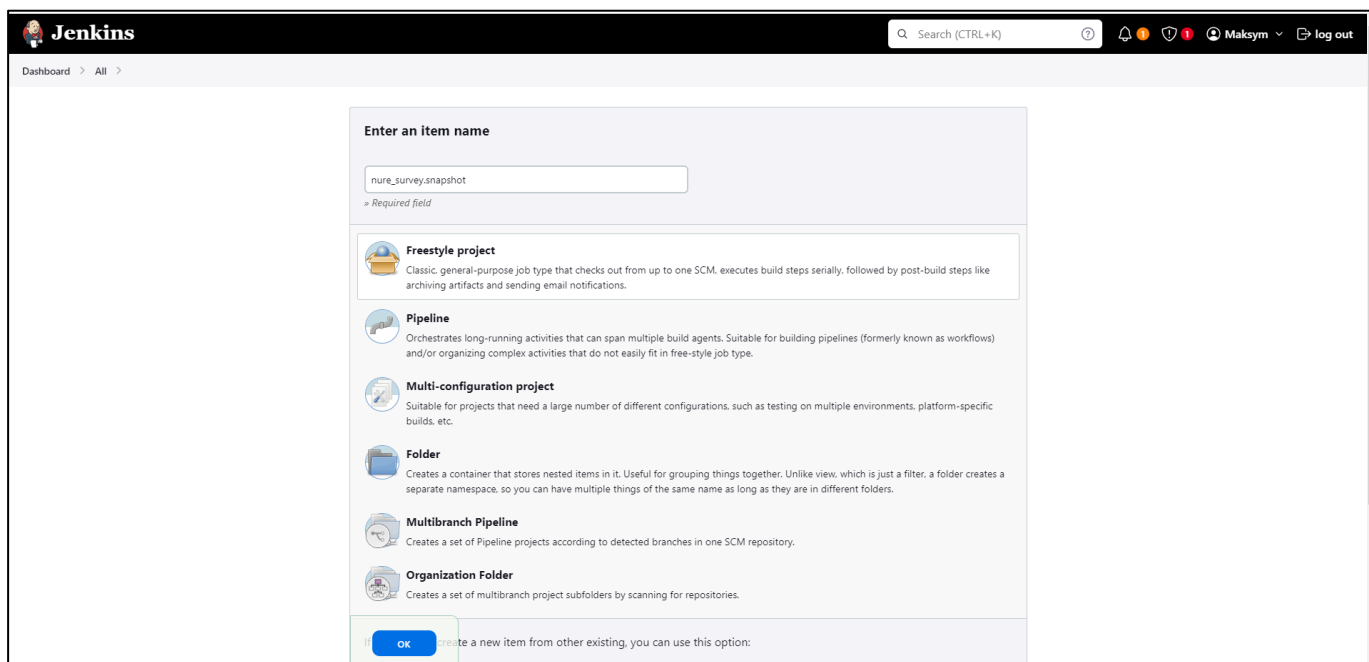 Jenkins
Search (CTRL+K)
?
1
1
Maksym
log out
Dashboard > All >
Enter an item name
nure_survey.snapshot
» Required field
Freestyle project
Classic, general-purpose job type that checks out from up to one SCM, executes build steps serially, followed by post-build steps like
archiving artifacts and sending email notifications.
Pipeline
Orchestrates long-running activities that can span multiple build agents. Suitable for building pipelines (formerly known as workflows)
and/or organizing complex activities that do not easily fit in free-style job type.
Multi-configuration project
Suitable for projects that need a large number of different configurations, such as testing on multiple environments, platform-specific
builds, etc.
Folder
Creates a container that stores nested items in it. Useful for grouping things together. Unlike view, which is just a filter, a folder creates a
separate namespace, so you can have multiple things of the same name as long as they are in different folders.
Multibranch Pipeline
Creates a set of Pipeline projects according to detected branches in one SCM repository.
Organization Folder
Creates a set of multibranch project subfolders by scanning for repositories.
OK
a new item from other existing, you can use this option: